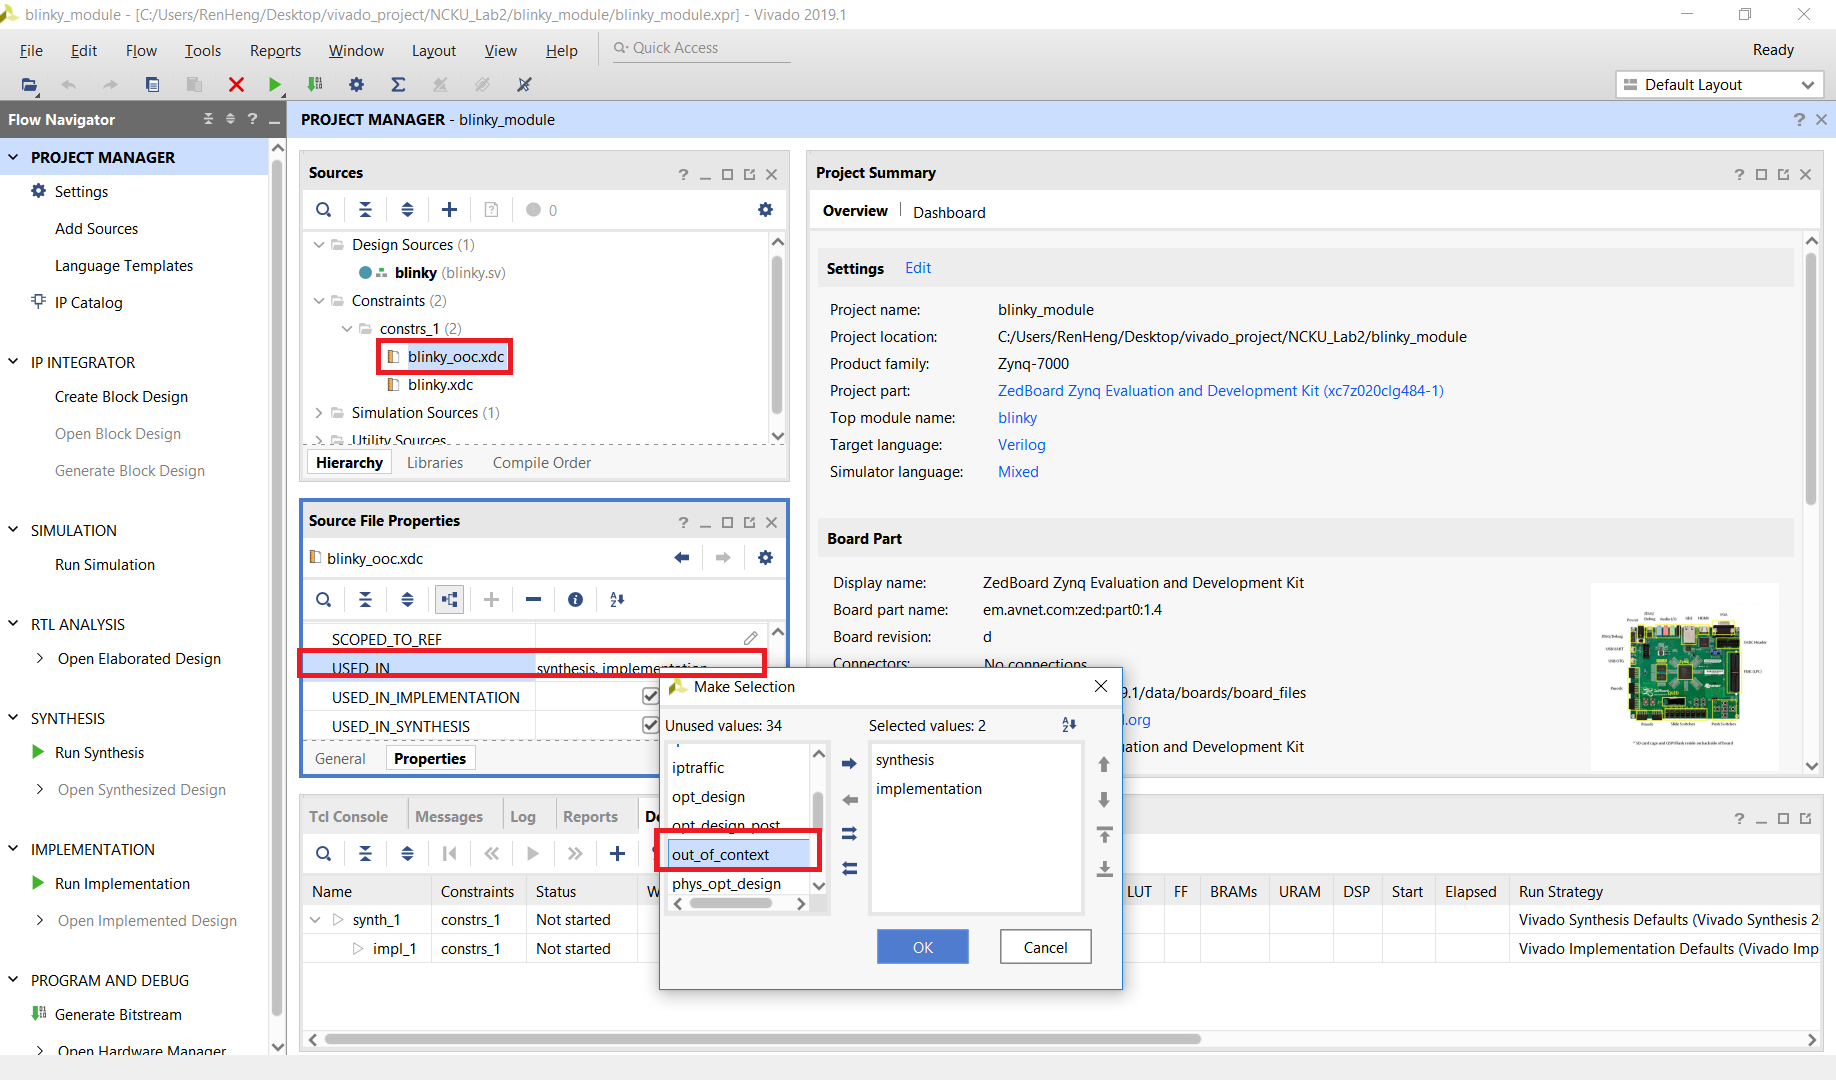 blinky_module - [C:/Users/RenHeng/Desktop/vivado_project/NCKU_Lab2/blinky_module/blinky_module.xpr] - Vivado 2019.1
File Edit Flow Tools Reports Window Layout View Help Quick Access Ready
Default Layout
Flow Navigator
PROJECT MANAGER
Settings
Add Sources
Language Templates
IP Catalog
IP INTEGRATOR
Create Block Design
Open Block Design
Generate Block Design
SIMULATION
Run Simulation
RTL ANALYSIS
Open Elaborated Design
SYNTHESIS
Run Synthesis
Open Synthesized Design
IMPLEMENTATION
Run Implementation
Open Implemented Design
PROGRAM AND DEBUG
Generate Bitstream
Open Hardware Manager
PROJECT MANAGER - blinky_module
Sources
0
Design Sources (1)
blinky (blinky.sv)
Constraints (2)
constrs_1 (2)
blinky_ooc.xdc
blinky.xdc
Simulation Sources (1)
Utility Sources
Hierarchy Libraries Compile Order
Source File Properties
blinky_ooc.xdc
SCOPED_TO_REF
USED_IN synthesis, implementation
USED_IN_IMPLEMENTATION
USED_IN_SYNTHESIS
General Properties
Project Summary
Overview Dashboard
Settings Edit
Project name: blinky_module
Project location: C:/Users/RenHeng/Desktop/vivado_project/NCKU_Lab2/blinky_module
Product family: Zynq-7000
Project part: ZedBoard Zynq Evaluation and Development Kit (xc7z020clg484-1)
Top module name: blinky
Target language: Verilog
Simulator language: Mixed
Board Part
Display name: ZedBoard Zynq Evaluation and Development Kit
Board part name: em.avnet.com:zed:part0:1.4
Board revision: d
Connectors: No connections
9.1/data/boards/board_files
d.org
uation and Development Kit
* SD card cage and QSPI Flash reside on backside of board
Make Selection
Unused values: 34
iptraffic
opt_design
opt_design_post
out_of_context
phys_opt_design
Selected values: 2
synthesis
implementation
OK Cancel
Tcl Console Messages Log Reports De
Name Constraints Status W LUT FF BRAMs URAM DSP Start Elapsed Run Strategy
synth_1 constrs_1 Not started Vivado Synthesis Defaults (Vivado Synthesis 2
impl_1 constrs_1 Not started Vivado Implementation Defaults (Vivado Imp